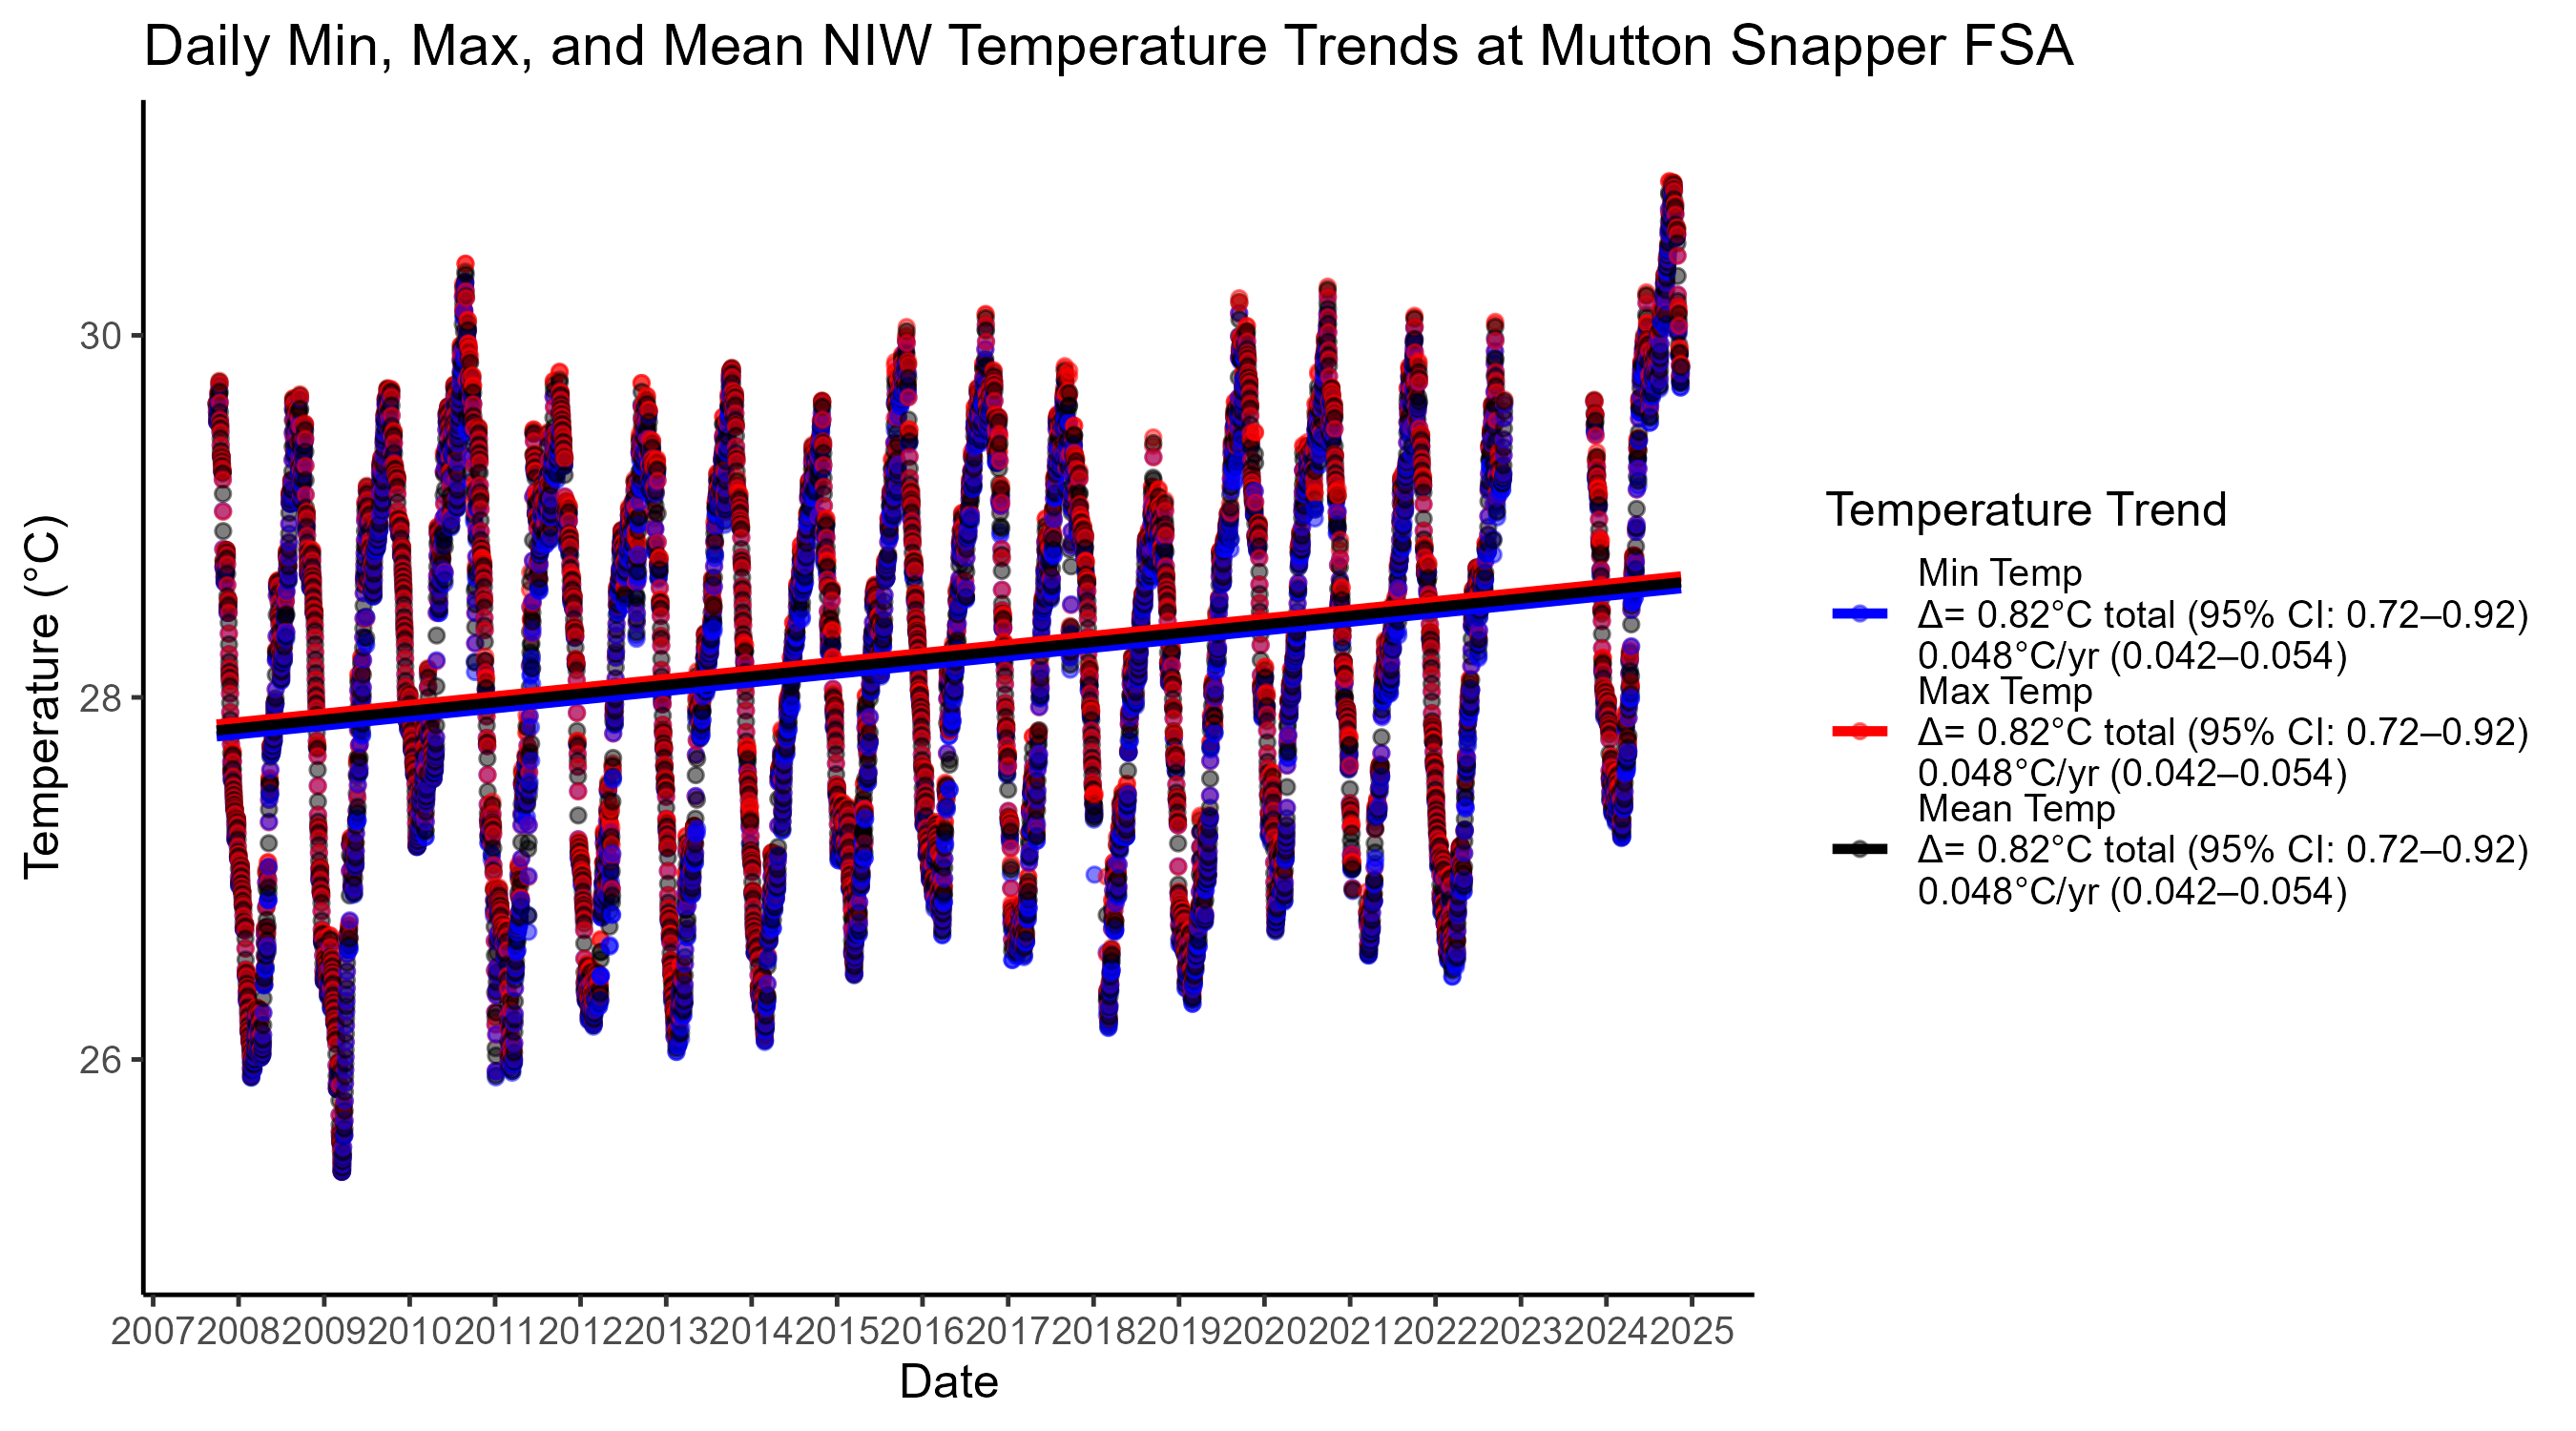 Daily Min, Max, and Mean NIW Temperature Trends at Mutton Snapper FSA
Temperature (°C)
30
28
26
2007 2008 2009 2010 2011 2012 2013 2014 2015 2016 2017 2018 2019 2020 2021 2022 2023 2024 2025
Date
Temperature Trend
Min Temp
Δ= 0.82°C total (95% CI: 0.72–0.92)
0.048°C/yr (0.042–0.054)
Max Temp
Δ= 0.82°C total (95% CI: 0.72–0.92)
0.048°C/yr (0.042–0.054)
Mean Temp
Δ= 0.82°C total (95% CI: 0.72–0.92)
0.048°C/yr (0.042–0.054)